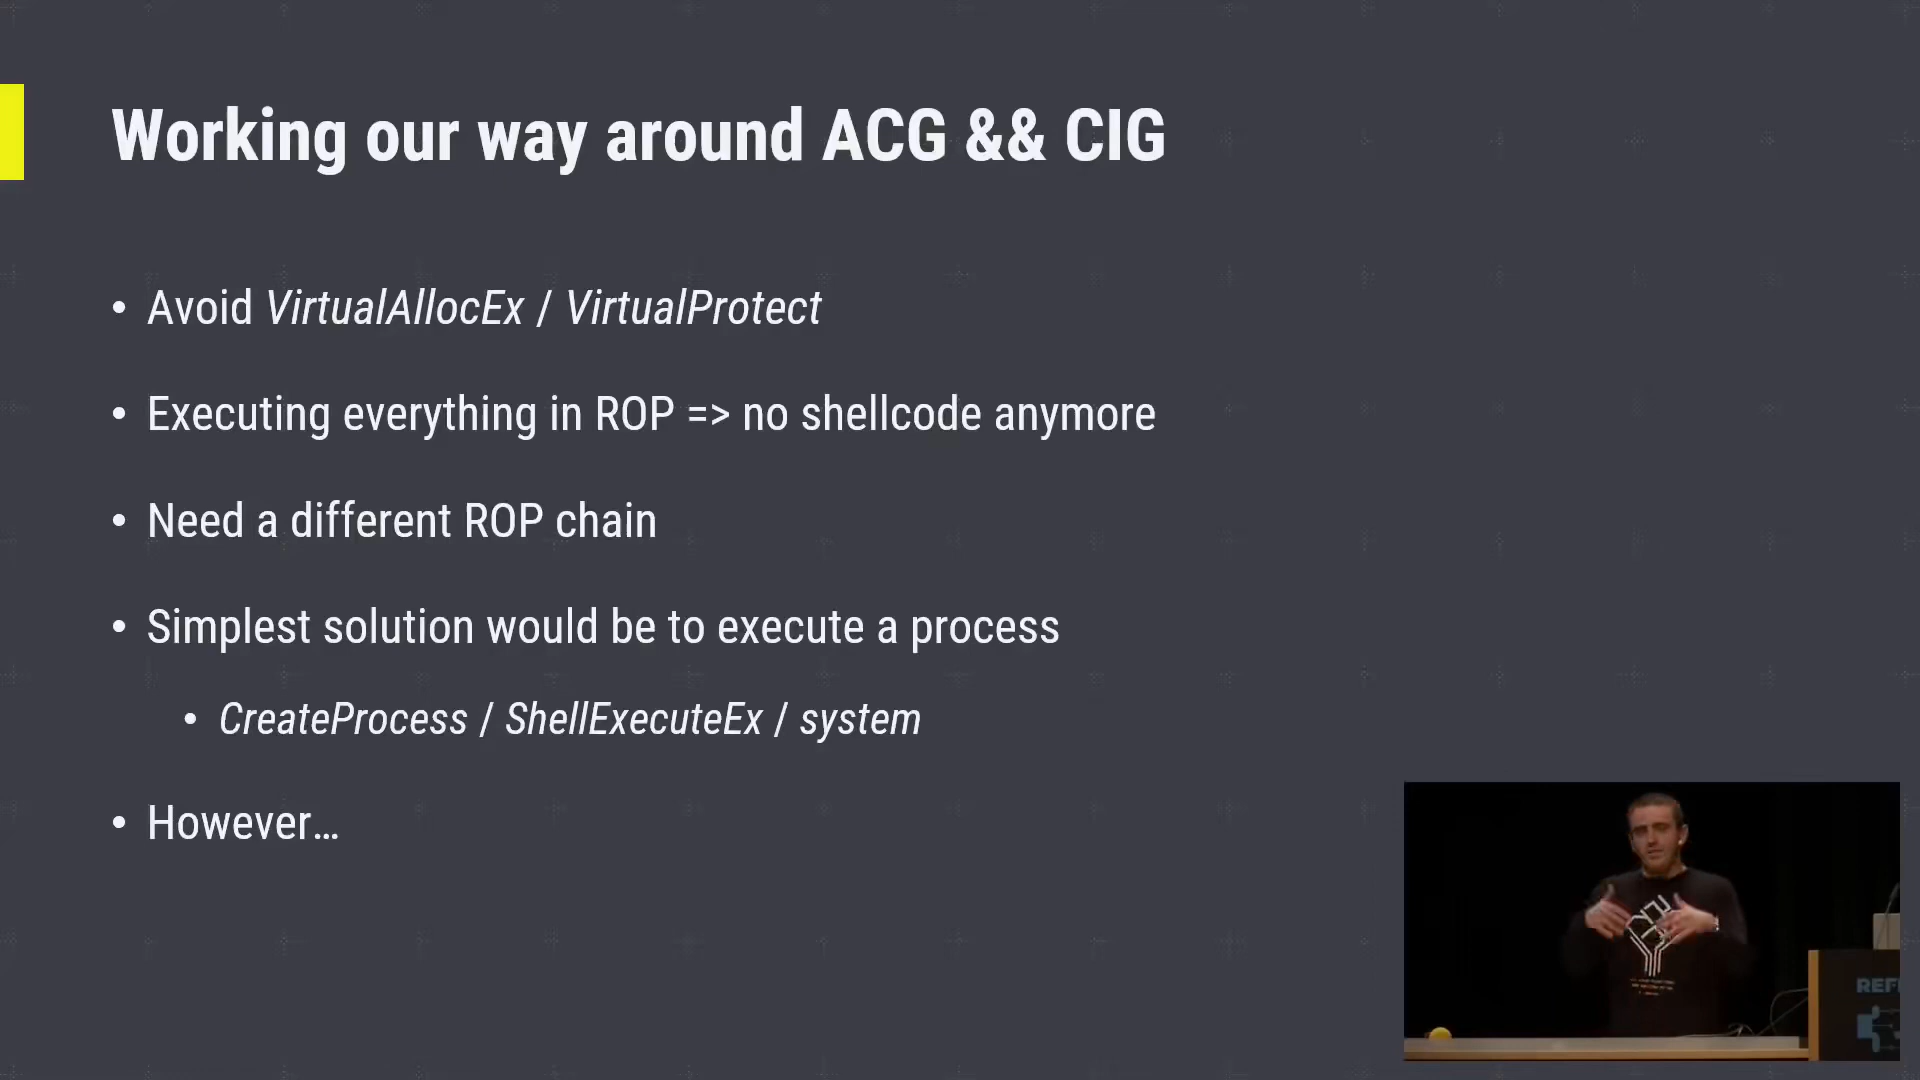 Working our way around ACG && CIG
• Avoid VirtualAllocEx / VirtualProtect
• Executing everything in ROP => no shellcode anymore
• Need a different ROP chain
• Simplest solution would be to execute a process
• CreateProcess / ShellExecuteEx / system
• However…
REF